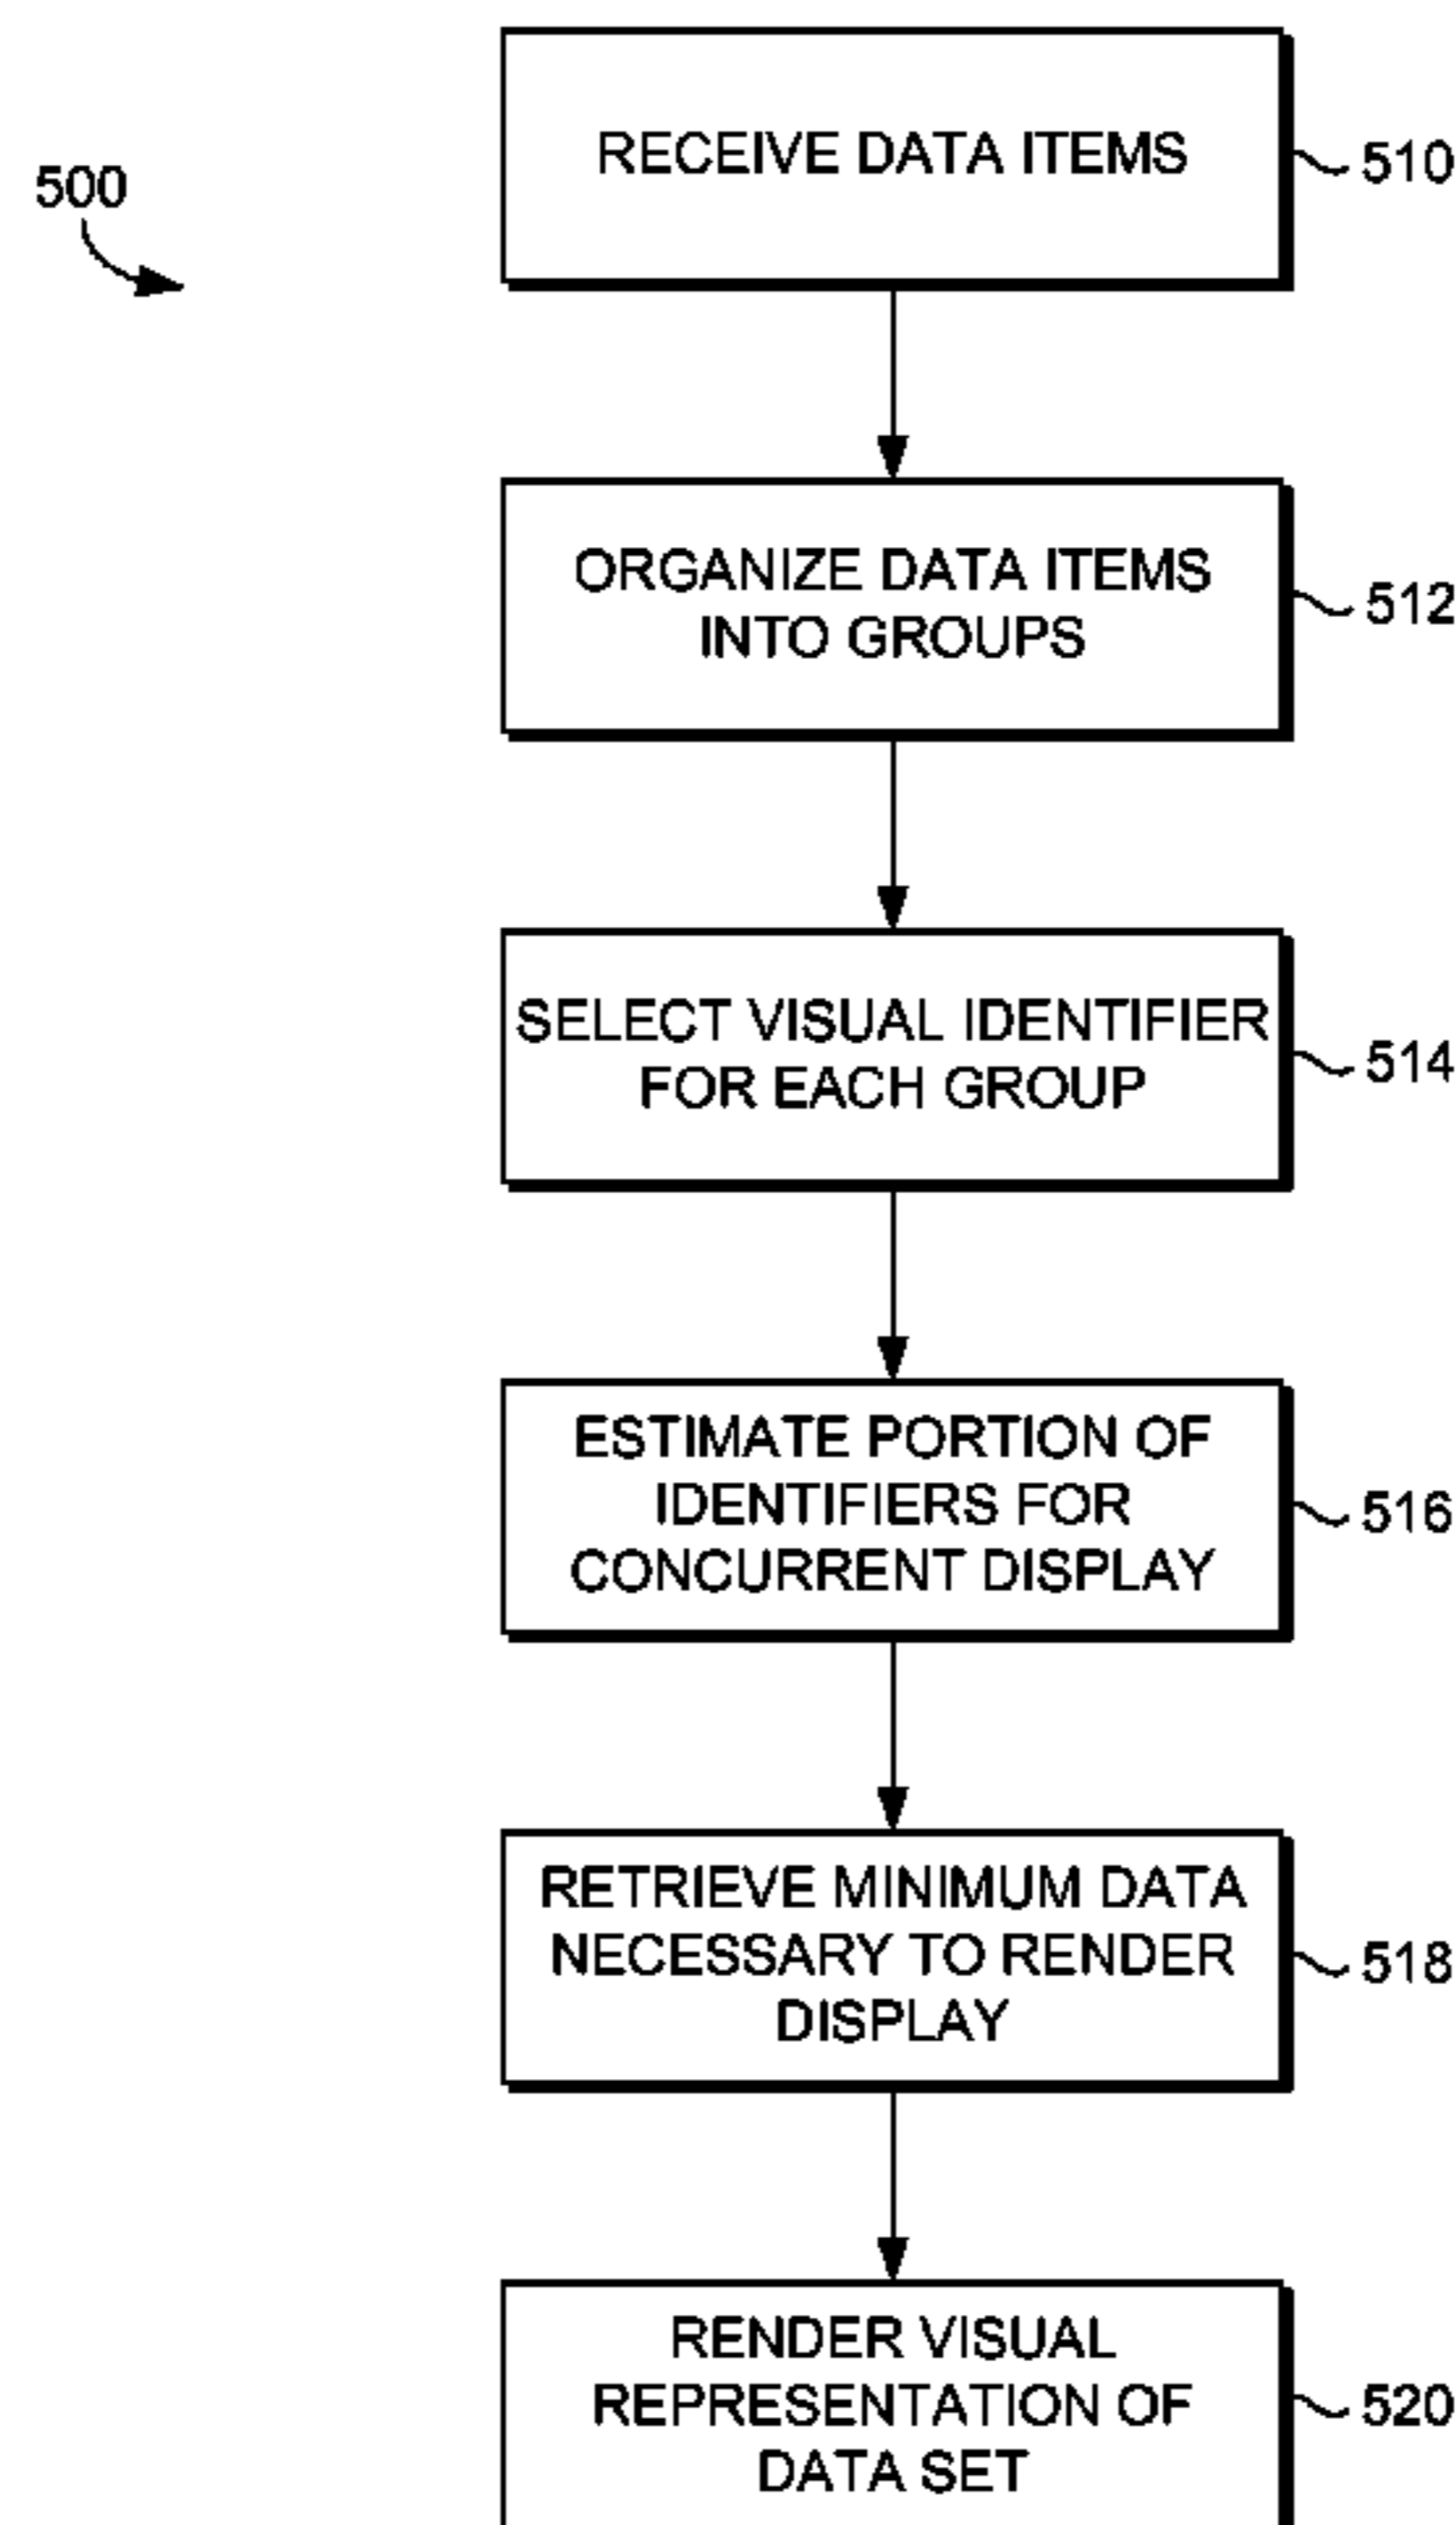 500
RECEIVE DATA ITEMS
510
ORGANIZE DATA ITEMS
INTO GROUPS
512
SELECT VISUAL IDENTIFIER
FOR EACH GROUP
514
ESTIMATE PORTION OF
IDENTIFIERS FOR
CONCURRENT DISPLAY
516
RETRIEVE MINIMUM DATA
NECESSARY TO RENDER
DISPLAY
518
RENDER VISUAL
REPRESENTATION OF
DATA SET
520